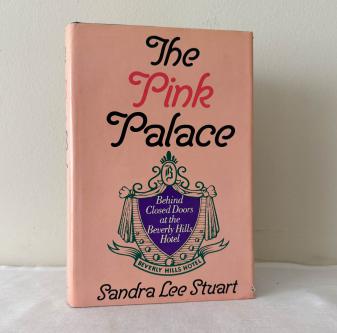 The
Pink
Palace
B
Behind
Closed Doors
at the
Beverly Hills
Hotel
BEVERLY HILLS HOTEL
Sandra Lee Stuart